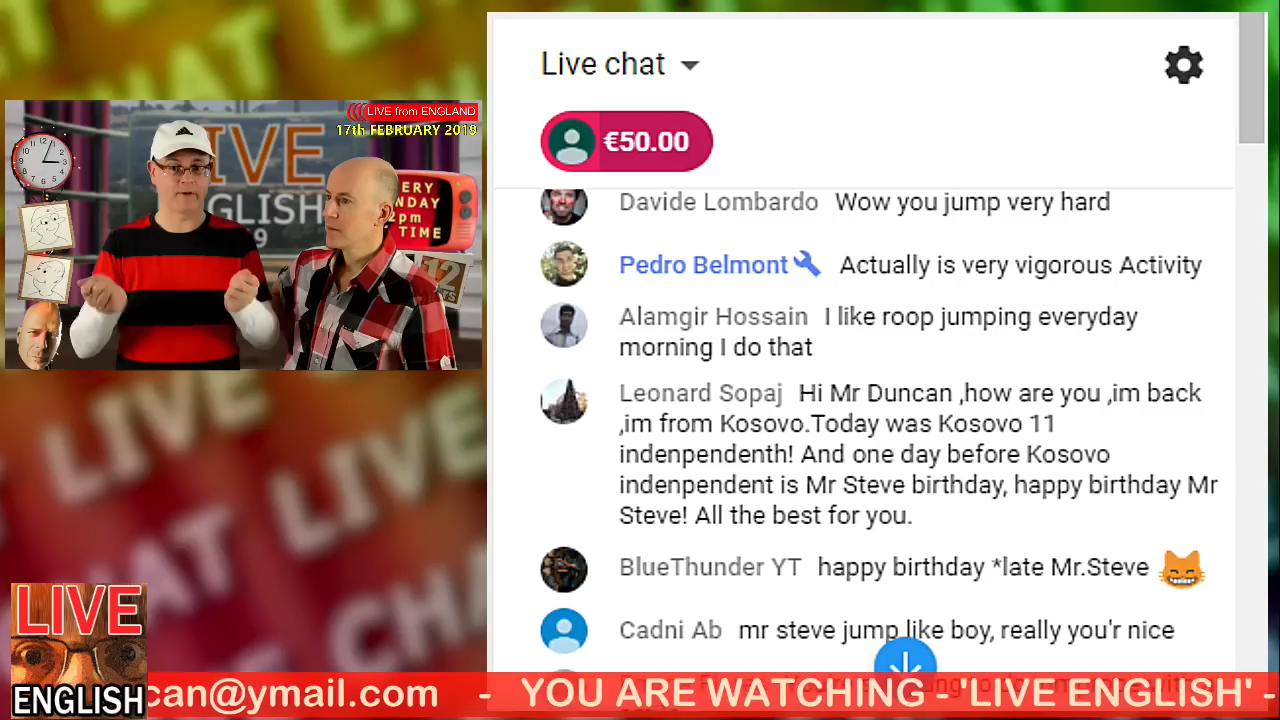 LIVE from ENGLAND
17th FEBRUARY 2019
LIVE
ENGLISH
Live chat
€50.00
Davide Lombardo Wow you jump very hard
Pedro Belmont Actually is very vigorous Activity
Alamgir Hossain I like roop jumping everyday
morning I do that
Leonard Sopaj Hi Mr Duncan ,how are you ,im back
,im from Kosovo.Today was Kosovo 11
indenpendenth! And one day before Kosovo
indenpendent is Mr Steve birthday, happy birthday Mr
Steve! All the best for you.
BlueThunder YT happy birthday *late Mr.Steve
Cadni Ab mr steve jump like boy, really you'r nice
LIVE
ENGLISH
can@ymail.com - YOU ARE WATCHING - 'LIVE ENGLISH' -